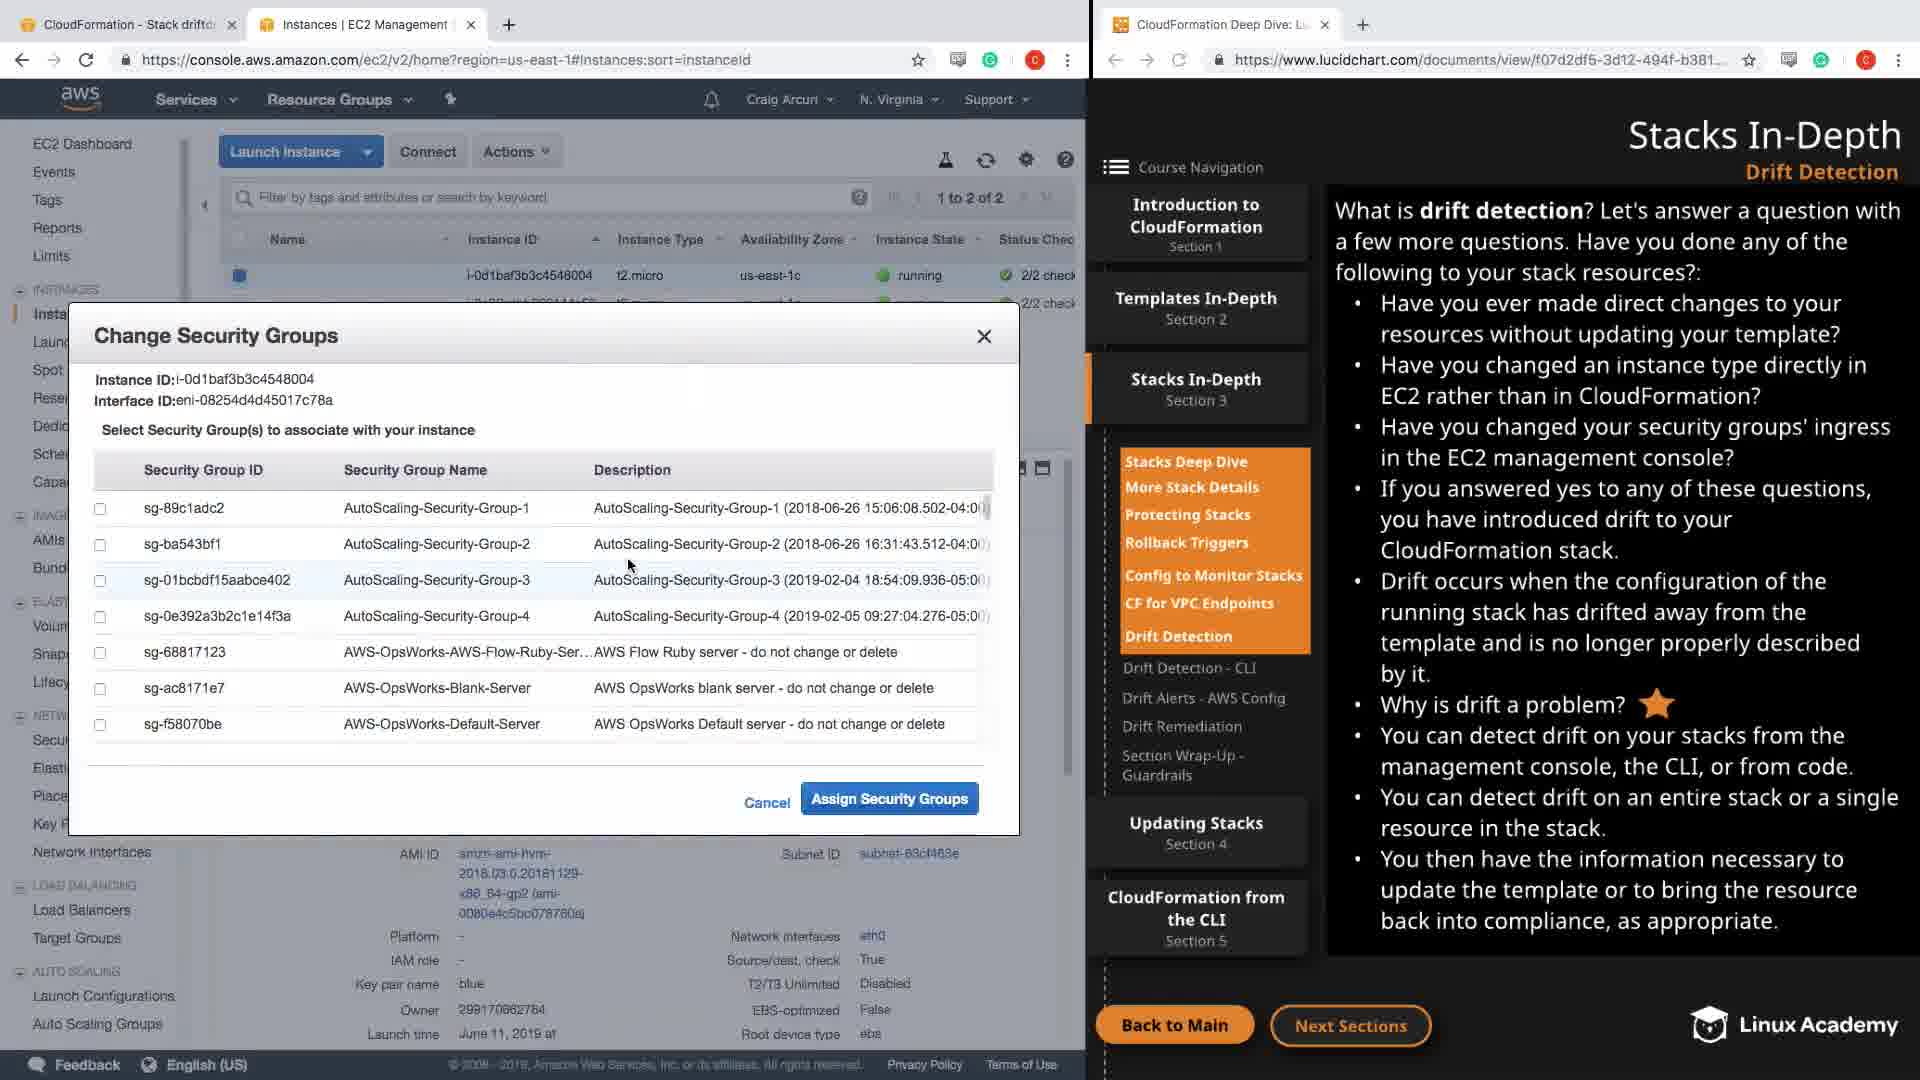 CloudFormation - Stack drift
Instances | EC2 Management
https://console.aws.amazon.com/ec2/v2/home?region=us-east-1#Instances:sort=instanceId
aws
Services
Resource Groups
Craig Arcuri
N. Virginia
Support
EC2 Dashboard
Events
Tags
Reports
Limits
INSTANCES
Launch Instance
Connect
Actions
Filter by tags and attributes or search by keyword
1 to 2 of 2
Name
Instance ID
Instance Type
Availability Zone
Instance State
Status Chec
i-0d1baf3b3c4548004
t2.micro
us-east-1c
running
2/2 check
2/2 check
Insta
Laun
Spot
Rese
Dedic
Sche
Capa
IMAG
AMIs
Bund
ELAST
Volum
Snap
Lifecy
NETW
Secu
Elasti
Place
Key P
Change Security Groups
Instance ID:i-0d1baf3b3c4548004
Interface ID:eni-08254d4d45017c78a
Select Security Group(s) to associate with your instance
Security Group ID
Security Group Name
Description
sg-89c1adc2
AutoScaling-Security-Group-1
AutoScaling-Security-Group-1 (2018-06-26 15:06:08.502-04:00)
sg-ba543bf1
AutoScaling-Security-Group-2
AutoScaling-Security-Group-2 (2018-06-26 16:31:43.512-04:00)
sg-01bcbdf15aabce402
AutoScaling-Security-Group-3
AutoScaling-Security-Group-3 (2019-02-04 18:54:09.936-05:00)
sg-0e392a3b2c1e14f3a
AutoScaling-Security-Group-4
AutoScaling-Security-Group-4 (2019-02-05 09:27:04.276-05:00)
sg-68817123
AWS-OpsWorks-AWS-Flow-Ruby-Ser...
AWS Flow Ruby server - do not change or delete
sg-ac8171e7
AWS-OpsWorks-Blank-Server
AWS OpsWorks blank server - do not change or delete
sg-f58070be
AWS-OpsWorks-Default-Server
AWS OpsWorks Default server - do not change or delete
Cancel
Assign Security Groups
Network Interfaces
LOAD BALANCING
Load Balancers
Target Groups
AUTO SCALING
Launch Configurations
Auto Scaling Groups
AMI ID
amzn-ami-hvm-
2018.03.0.20181129-
x86_64-gp2 (ami-
0080e4c5bc078760a)
Subnet ID
subnet-63cf463e
Platform
-
Network interfaces
eth0
IAM role
-
Source/dest. check
True
Key pair name
blue
T2/T3 Unlimited
Disabled
Owner
299170862784
EBS-optimized
False
Launch time
June 11, 2019 at
Root device type
ebs
Feedback
English (US)
© 2008 - 2019, Amazon Web Services, Inc. or its affiliates. All rights reserved.
Privacy Policy
Terms of Use
CloudFormation Deep Dive: Lu
https://www.lucidchart.com/documents/view/f07d2df5-3d12-494f-b381...
Stacks In-Depth
Drift Detection
Course Navigation
Introduction to
CloudFormation
Section 1
Templates In-Depth
Section 2
Stacks In-Depth
Section 3
Stacks Deep Dive
More Stack Details
Protecting Stacks
Rollback Triggers
Config to Monitor Stacks
CF for VPC Endpoints
Drift Detection
Drift Detection - CLI
Drift Alerts - AWS Config
Drift Remediation
Section Wrap-Up -
Guardrails
Updating Stacks
Section 4
CloudFormation from
the CLI
Section 5
What is drift detection? Let's answer a question with
a few more questions. Have you done any of the
following to your stack resources?:
• Have you ever made direct changes to your
resources without updating your template?
• Have you changed an instance type directly in
EC2 rather than in CloudFormation?
• Have you changed your security groups' ingress
in the EC2 management console?
• If you answered yes to any of these questions,
you have introduced drift to your
CloudFormation stack.
• Drift occurs when the configuration of the
running stack has drifted away from the
template and is no longer properly described
by it.
• Why is drift a problem?
• You can detect drift on your stacks from the
management console, the CLI, or from code.
• You can detect drift on an entire stack or a single
resource in the stack.
• You then have the information necessary to
update the template or to bring the resource
back into compliance, as appropriate.
Back to Main
Next Sections
Linux Academy